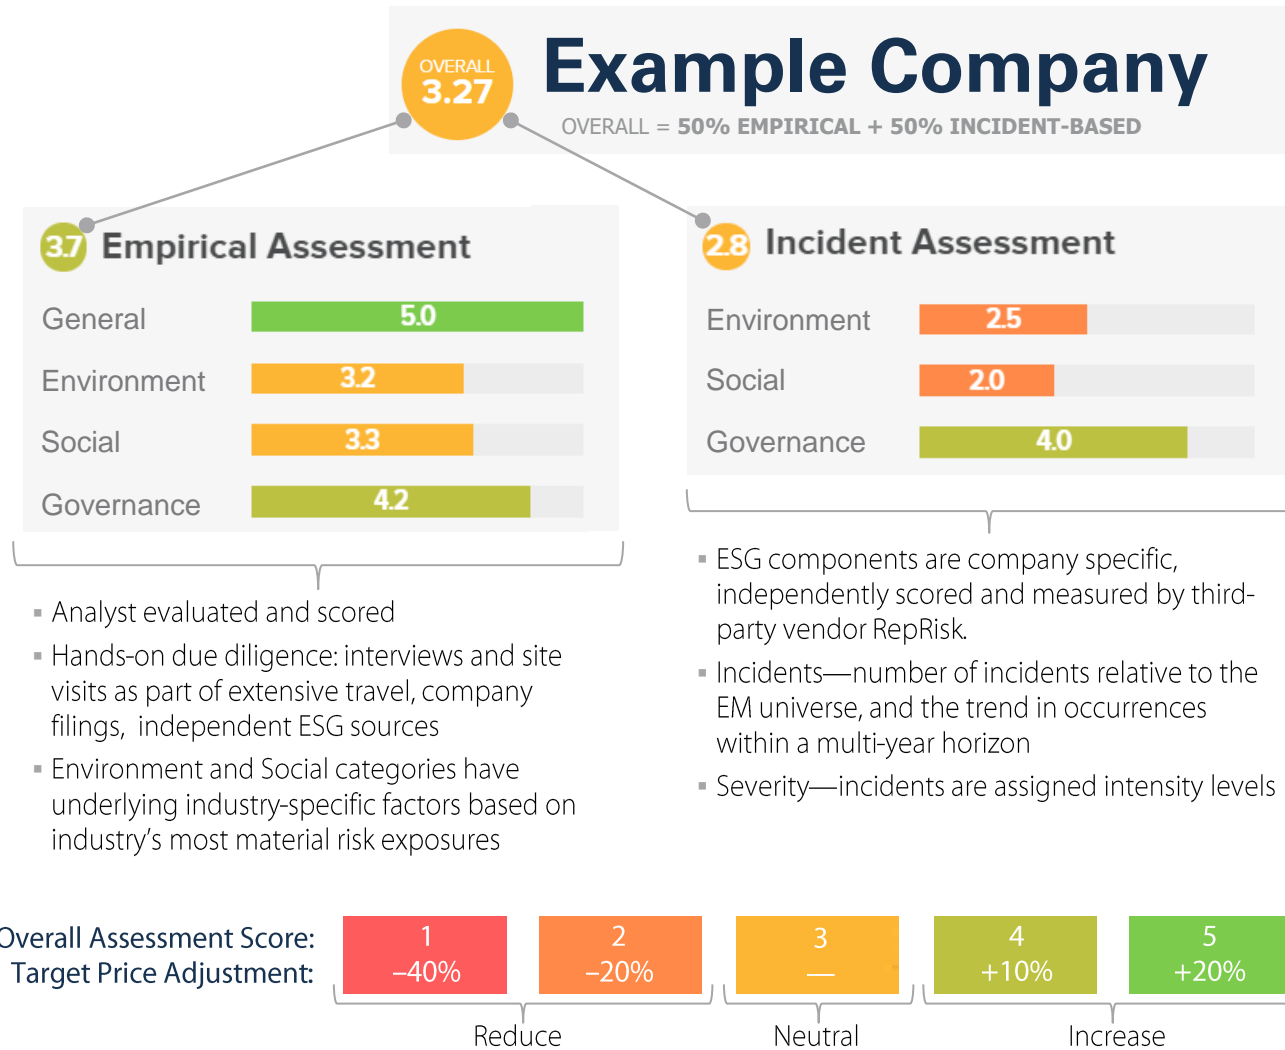 OVERALL
3.27
Example Company
OVERALL = 50% EMPIRICAL + 50% INCIDENT-BASED
3.7 Empirical Assessment
General 5.0
Environment 3.2
Social 3.3
Governance 4.2
▪ Analyst evaluated and scored
▪ Hands-on due diligence: interviews and site
visits as part of extensive travel, company
filings, independent ESG sources
▪ Environment and Social categories have
underlying industry-specific factors based on
industry’s most material risk exposures
2.8 Incident Assessment
Environment 2.5
Social 2.0
Governance 4.0
▪ ESG components are company specific,
independently scored and measured by third-
party vendor RepRisk.
▪ Incidents—number of incidents relative to the
EM universe, and the trend in occurrences
within a multi-year horizon
▪ Severity—incidents are assigned intensity levels
Overall Assessment Score: 1 2 3 4 5
Target Price Adjustment: –40% –20% — +10% +20%
Reduce Neutral Increase